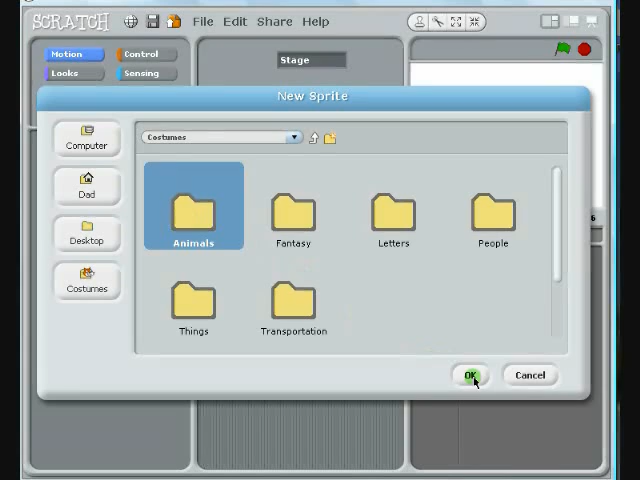 SCRATCH File Edit Share Help
Motion Control
Looks Sensing
Stage
New Sprite
Computer
Dad
Desktop
Costumes
Costumes
Animals Fantasy Letters People
Things Transportation
OK Cancel